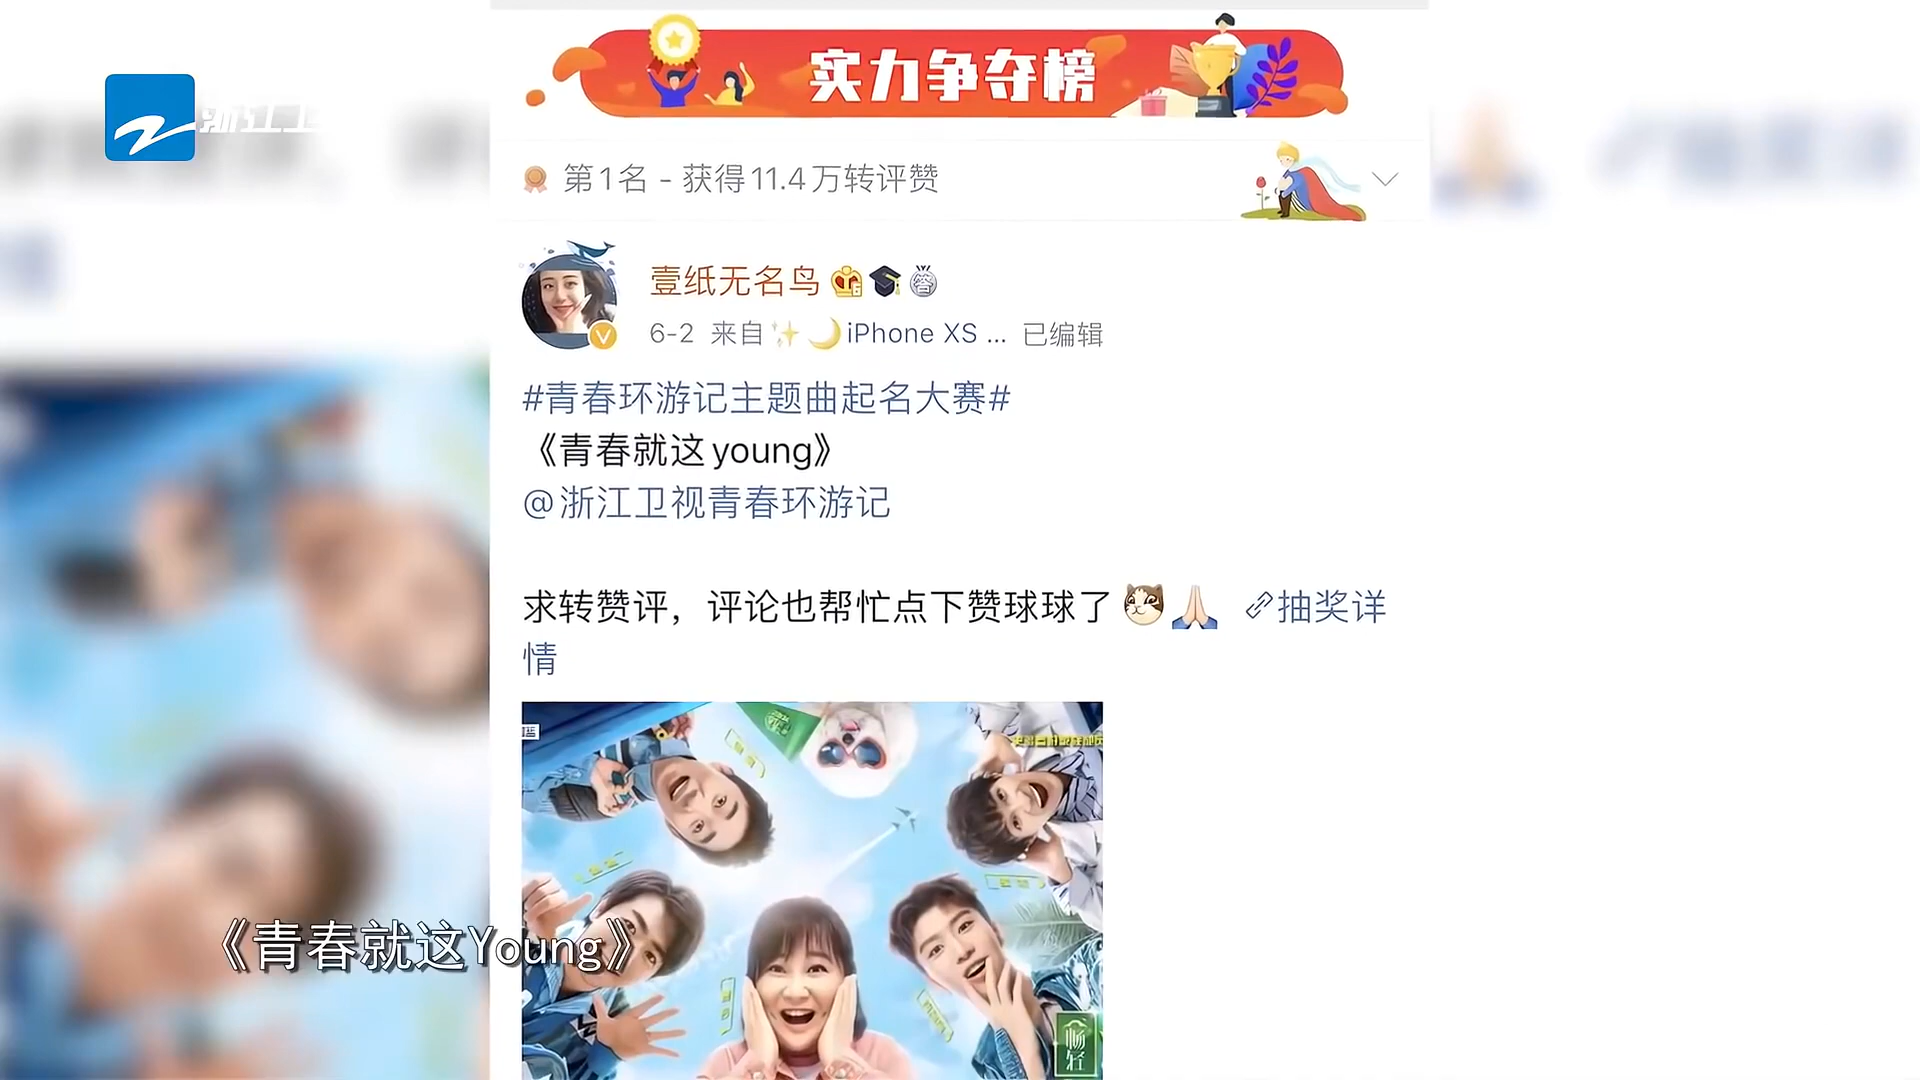 实力争夺榜
浙江卫
第1名 - 获得11.4万转评赞
壹纸无名鸟
6-2 来自 iPhone XS ... 已编辑
#青春环游记主题曲起名大赛#
《青春就这young》
@浙江卫视青春环游记
求转赞评，评论也帮忙点下赞球球了 抽奖详
情
《青春就这Young》
畅轻